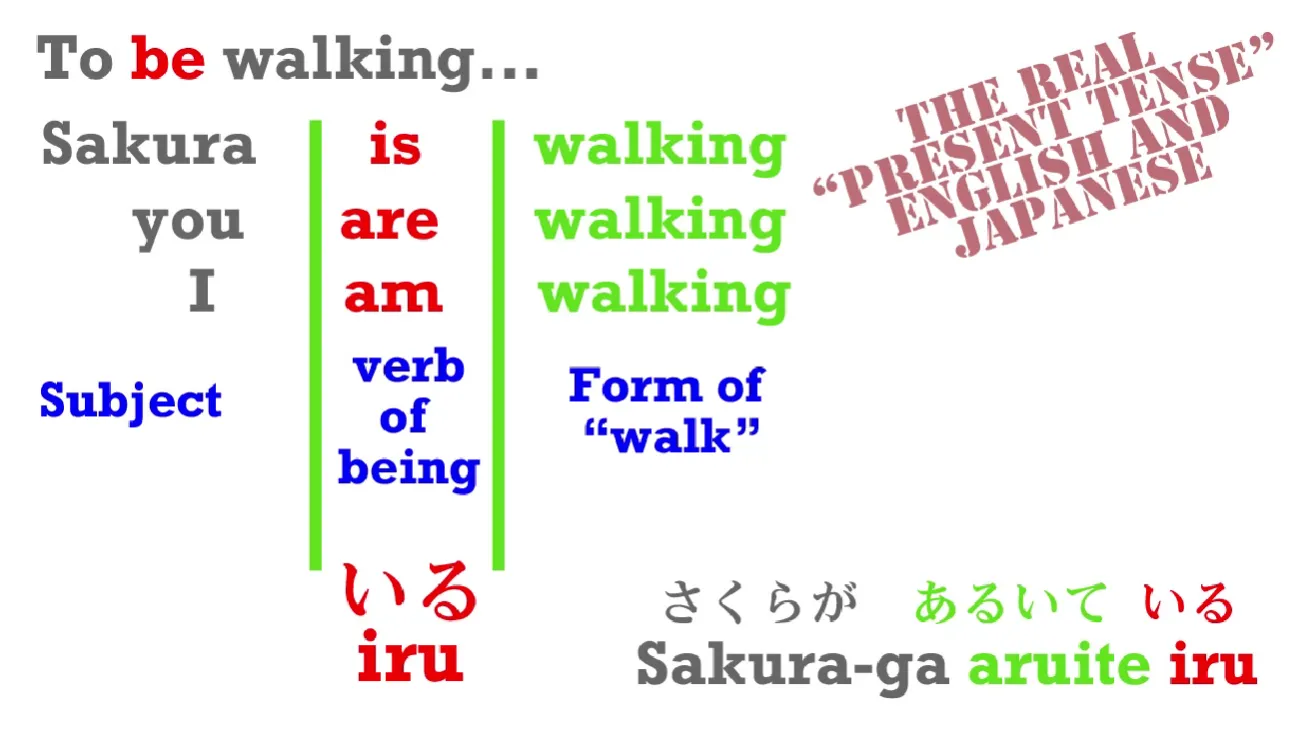 To be walking...
THE REAL
“PRESENT TENSE”
ENGLISH AND
JAPANESE
Sakura is walking
you are walking
I am walking
Subject
verb
of
being
Form of
“walk”
いる
iru
さくらが あるいて いる
Sakura-ga aruite iru